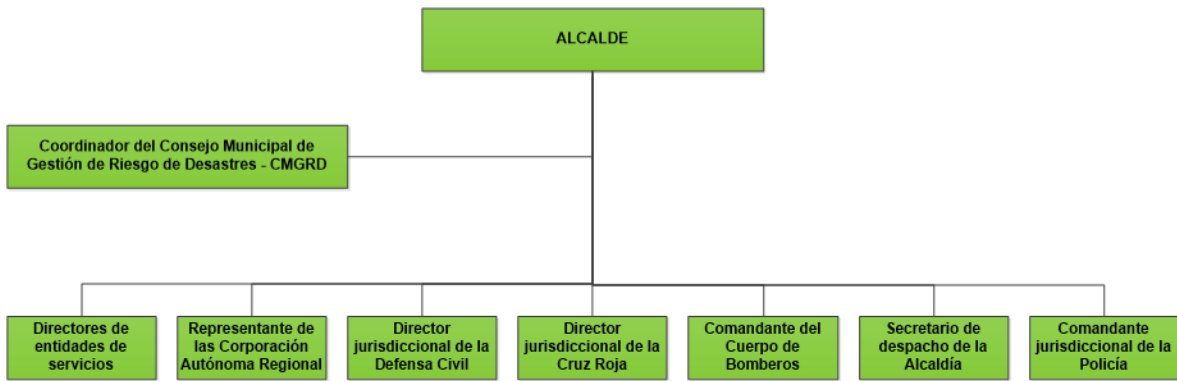 ALCALDE
Coordinador del Consejo Municipal de
Gestión de Riesgo de Desastres - CMGRD
Directores de
entidades de
servicios
Representante de
las Corporación
Autónoma Regional
Director
jurisdiccional de la
Defensa Civil
Director
jurisdiccional de la
Cruz Roja
Comandante del
Cuerpo de
Bomberos
Secretario de
despacho de la
Alcaldía
Comandante
jurisdiccional de la
Policía